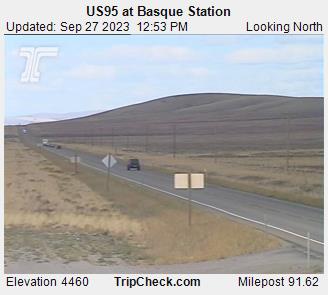 US95 at Basque Station
Updated: Sep 27 2023 12:53 PM Looking North
Elevation 4460 TripCheck.com Milepost 91.62